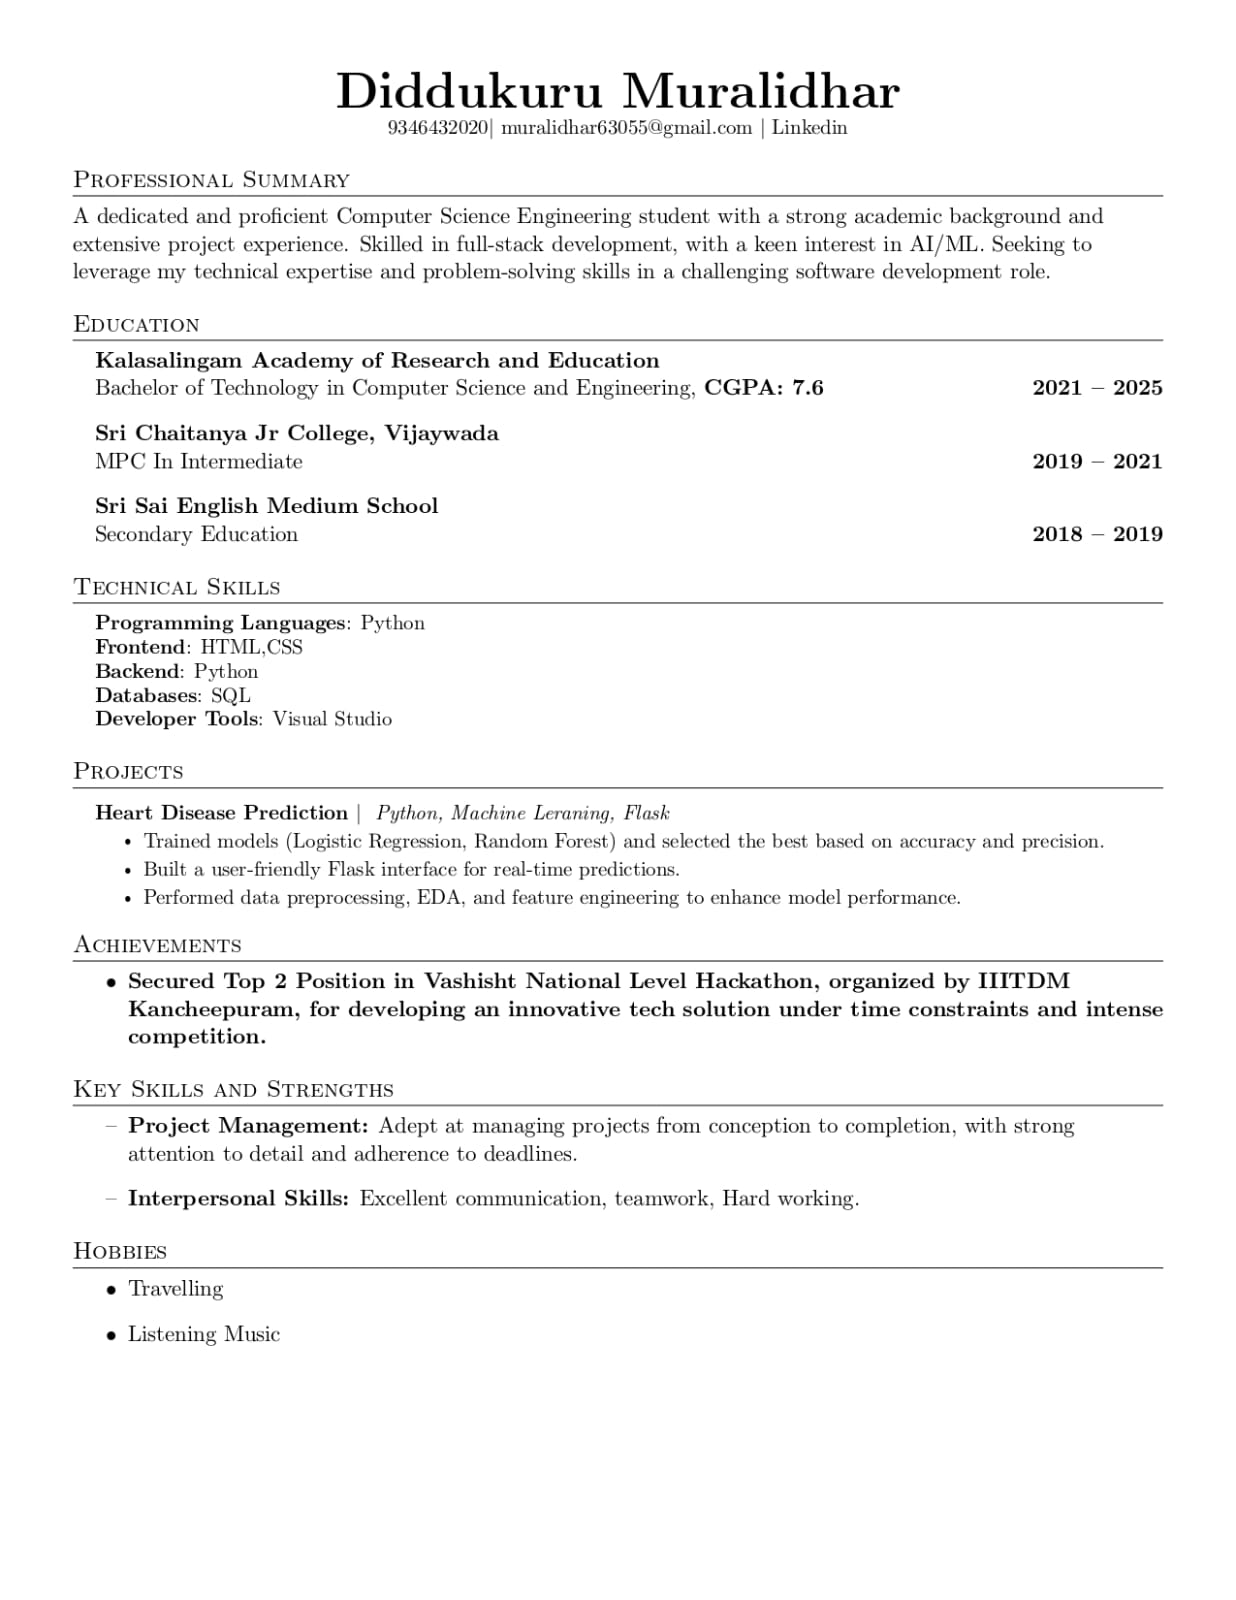 Diddukuru Muralidhar
9346432020| muralidhar63055@gmail.com | Linkedin
Professional Summary
A dedicated and proficient Computer Science Engineering student with a strong academic background and
extensive project experience. Skilled in full-stack development, with a keen interest in AI/ML. Seeking to
leverage my technical expertise and problem-solving skills in a challenging software development role.
Education
Kalasalingam Academy of Research and Education
Bachelor of Technology in Computer Science and Engineering, CGPA: 7.6 2021 – 2025
Sri Chaitanya Jr College, Vijaywada
MPC In Intermediate 2019 – 2021
Sri Sai English Medium School
Secondary Education 2018 – 2019
Technical Skills
Programming Languages: Python
Frontend: HTML,CSS
Backend: Python
Databases: SQL
Developer Tools: Visual Studio
Projects
Heart Disease Prediction | Python, Machine Leraning, Flask
• Trained models (Logistic Regression, Random Forest) and selected the best based on accuracy and precision.
• Built a user-friendly Flask interface for real-time predictions.
• Performed data preprocessing, EDA, and feature engineering to enhance model performance.
Achievements
• Secured Top 2 Position in Vashisht National Level Hackathon, organized by IIITDM
Kancheepuram, for developing an innovative tech solution under time constraints and intense
competition.
Key Skills and Strengths
– Project Management: Adept at managing projects from conception to completion, with strong
attention to detail and adherence to deadlines.
– Interpersonal Skills: Excellent communication, teamwork, Hard working.
Hobbies
• Travelling
• Listening Music